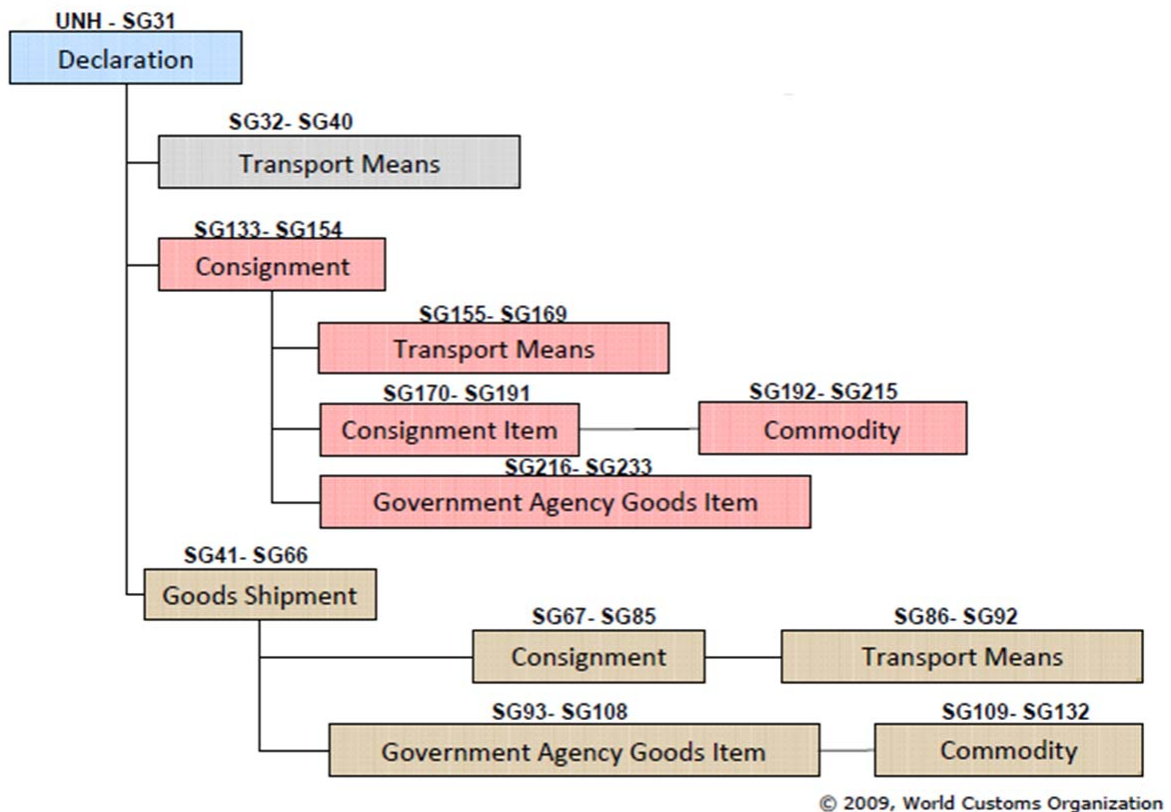 UNH - SG31
Declaration
SG32- SG40
Transport Means
SG133- SG154
Consignment
SG155- SG169
Transport Means
SG170- SG191
Consignment Item
SG192- SG215
Commodity
SG216- SG233
Government Agency Goods Item
SG41- SG66
Goods Shipment
SG67- SG85
Consignment
SG86- SG92
Transport Means
SG93- SG108
Government Agency Goods Item
SG109- SG132
Commodity
© 2009, World Customs Organization